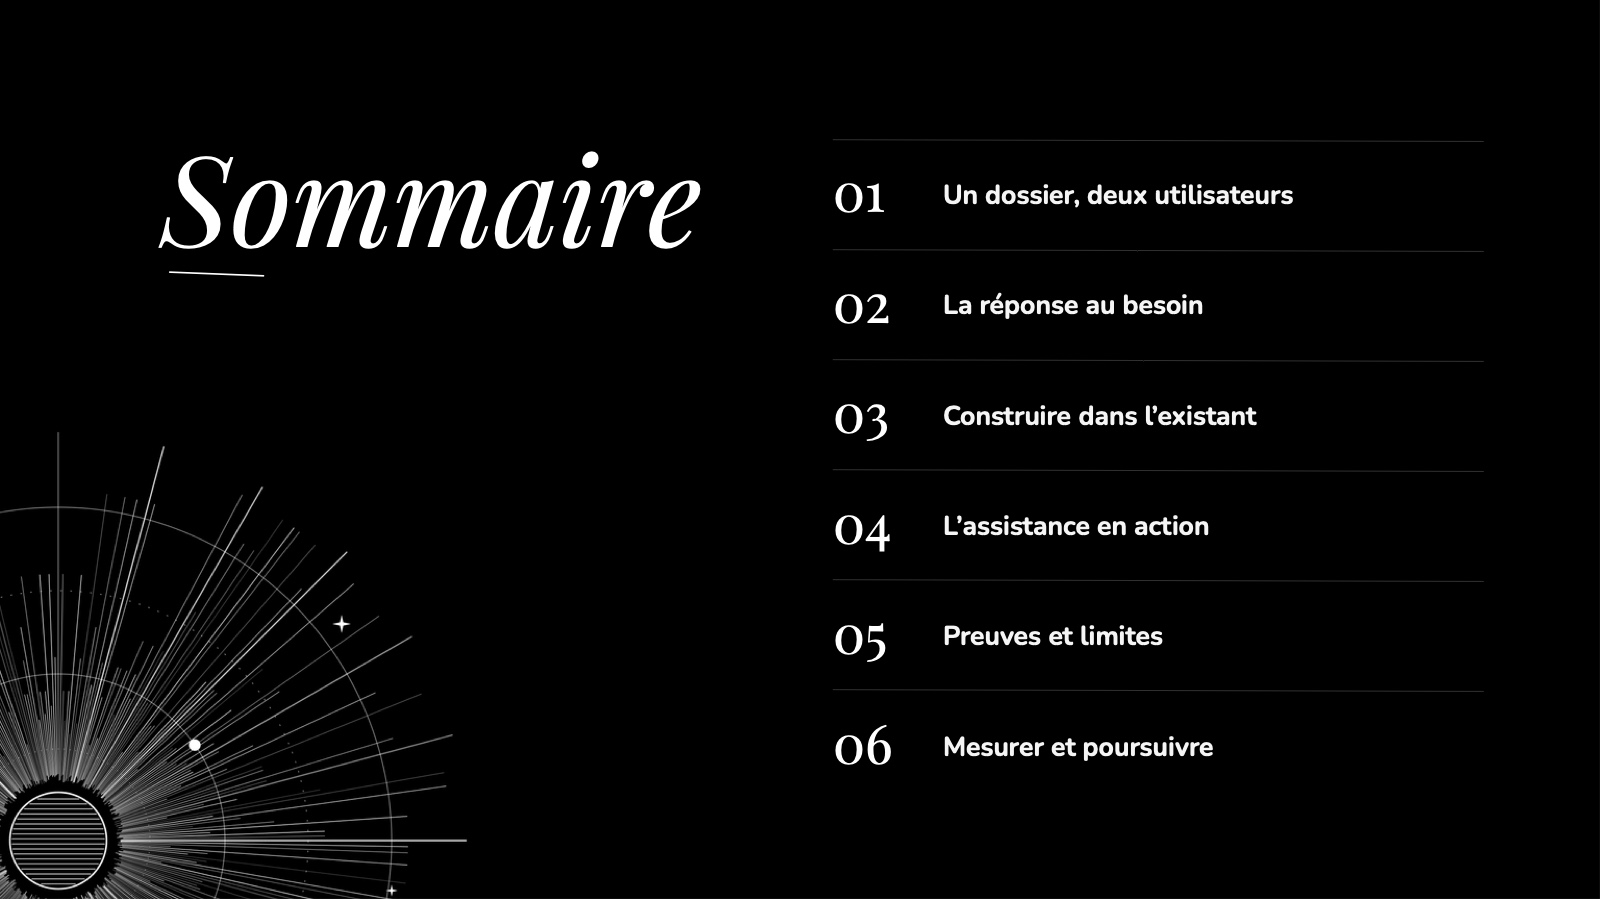 Sommaire
01 Un dossier, deux utilisateurs
02 La réponse au besoin
03 Construire dans l’existant
04 L’assistance en action
05 Preuves et limites
06 Mesurer et poursuivre